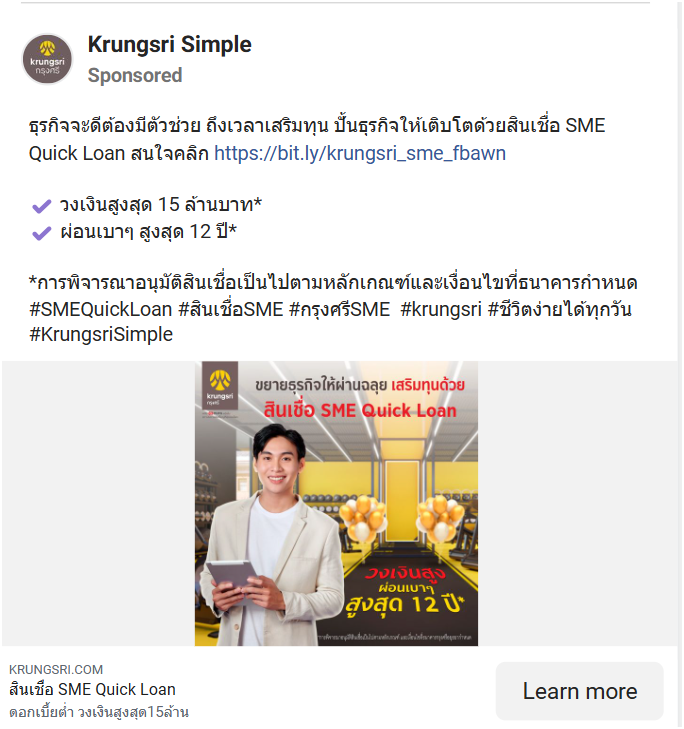 krungsri
กรุงศรี
Krungsri Simple
Sponsored
ธุรกิจจะดีต้องมีตัวช่วย ถึงเวลาเสริมทุน ปั้นธุรกิจให้เติบโตด้วยสินเชื่อ SME
Quick Loan สนใจคลิก https://bit.ly/krungsri_sme_fbawn
วงเงินสูงสุด 15 ล้านบาท*
ผ่อนเบาๆ สูงสุด 12 ปี*
*การพิจารณาอนุมัติสินเชื่อเป็นไปตามหลักเกณฑ์และเงื่อนไขที่ธนาคารกำหนด
#SMEQuickLoan #สินเชื่อSME #กรุงศรีSME #krungsri #ชีวิตง่ายได้ทุกวัน
#KrungsriSimple
krungsri
กรุงศรี
ขยายธุรกิจให้ผ่านฉลุย เสริมทุนด้วย
สินเชื่อ SME Quick Loan
วงเงินสูง
ผ่อนเบาๆ
สูงสุด 12 ปี*
KRUNGSRI.COM
สินเชื่อ SME Quick Loan
ดอกเบี้ยต่ำ วงเงินสูงสุด15ล้าน
Learn more